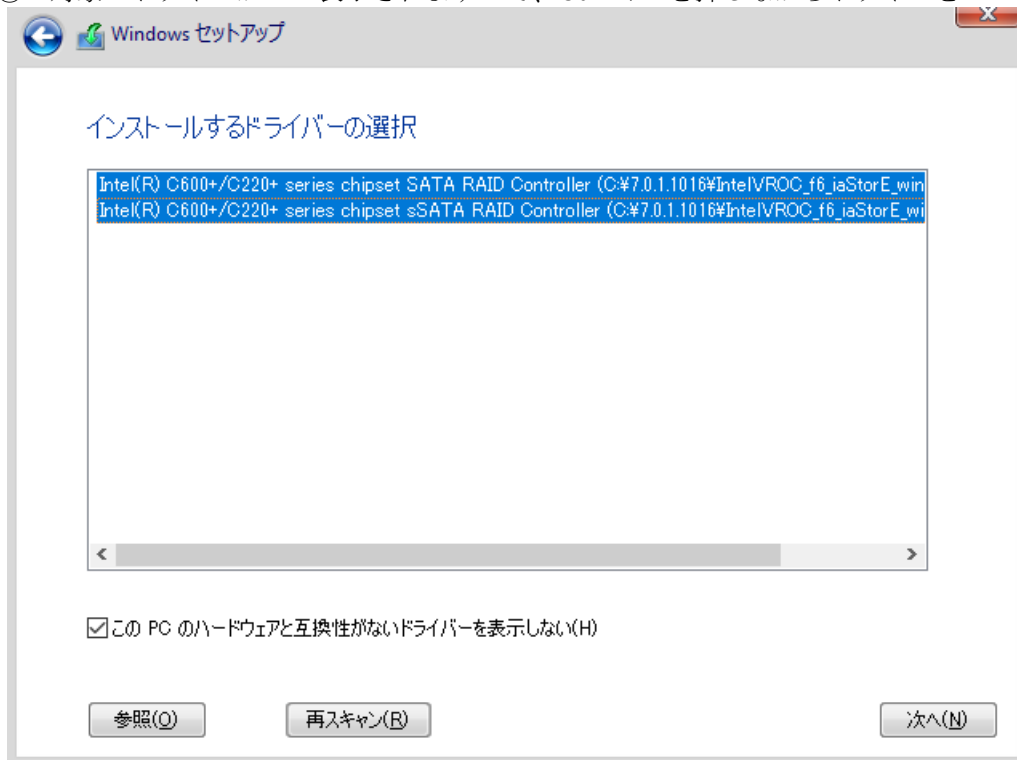 Windows セットアップ
インストールするドライバーの選択
Intel(R) C600+/C220+ series chipset SATA RAID Controller (C:¥7.0.1.1016¥IntelVROC_f6_iaStorE_win
Intel(R) C600+/C220+ series chipset sSATA RAID Controller (C:¥7.0.1.1016¥IntelVROC_f6_iaStorE_wi
この PC のハードウェアと互換性がないドライバーを表示しない(H)
参照(O)
再スキャン(R)
次へ(N)